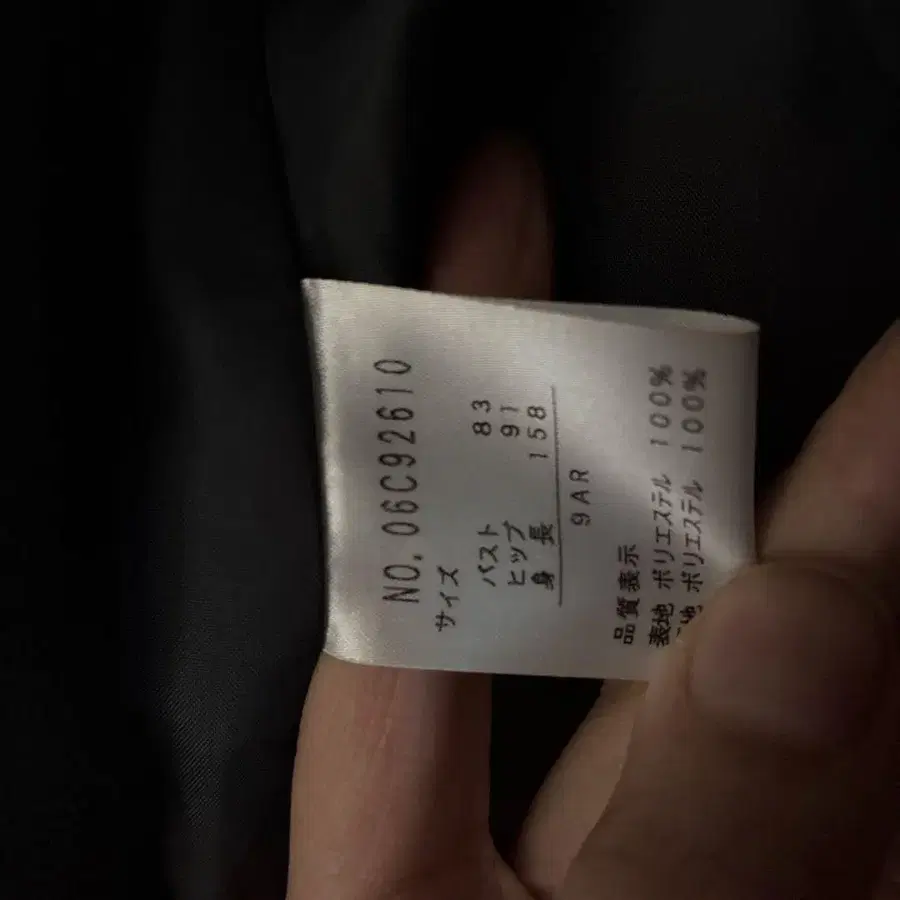 NO. 06C92610
サイズ
バスト 83
ヒップ 91
身 長 158
9AR
品質表示
表地 ポリエステル 100%
地 ポリエステル 100%